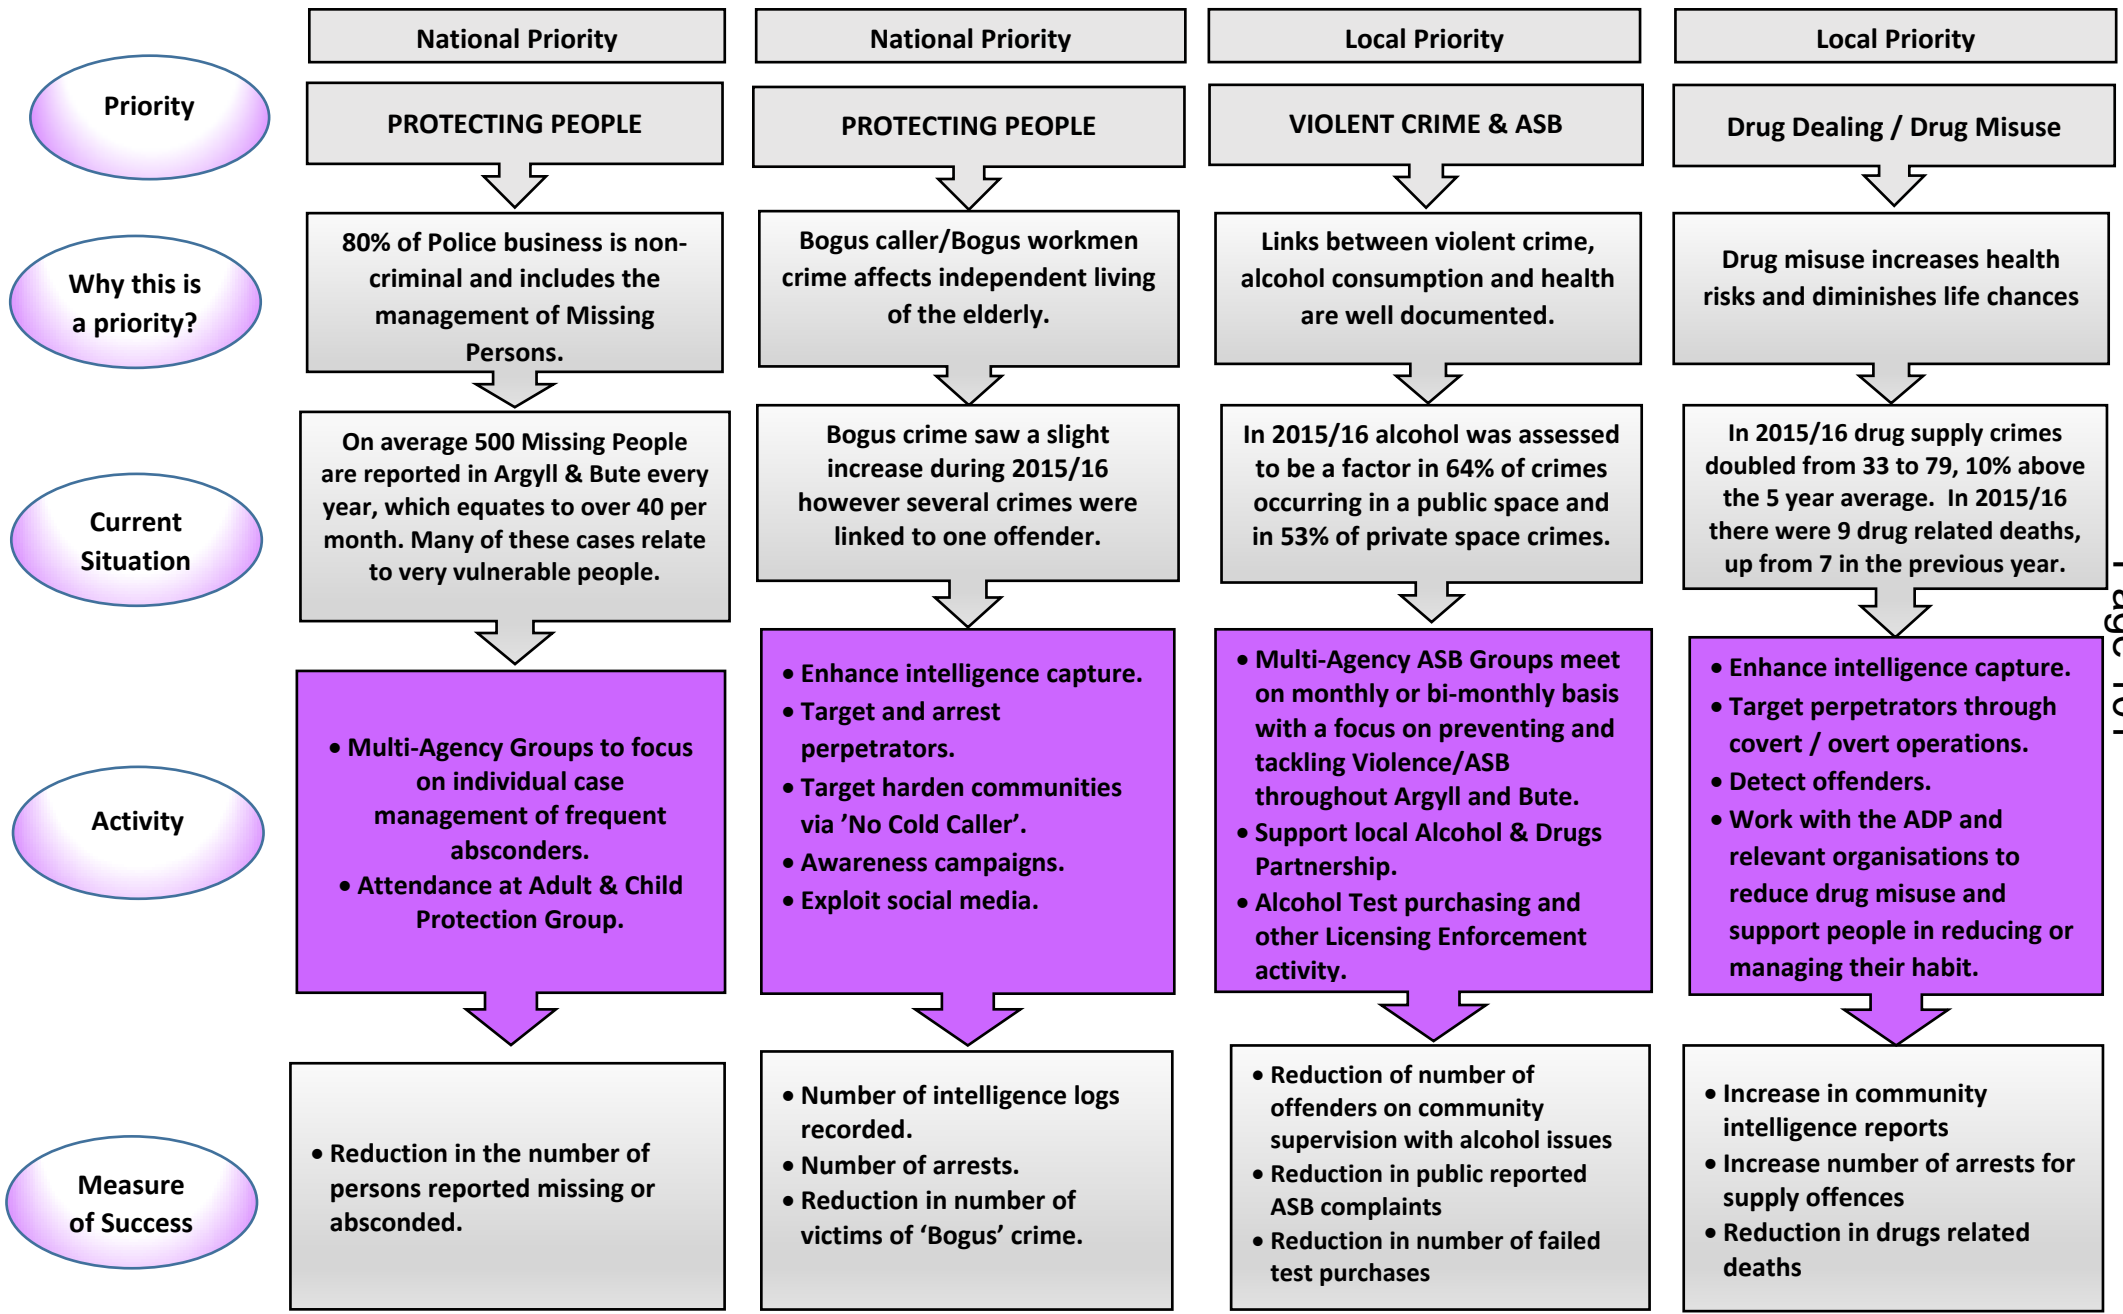 National Priority
National Priority
Local Priority
Local Priority
Priority
PROTECTING PEOPLE
PROTECTING PEOPLE
VIOLENT CRIME & ASB
Drug Dealing / Drug Misuse
Why this is
a priority?
80% of Police business is non-
criminal and includes the
management of Missing
Persons.
Bogus caller/Bogus workmen
crime affects independent living
of the elderly.
Links between violent crime,
alcohol consumption and health
are well documented.
Drug misuse increases health
risks and diminishes life chances
Current
Situation
On average 500 Missing People
are reported in Argyll & Bute every
year, which equates to over 40 per
month. Many of these cases relate
to very vulnerable people.
Bogus crime saw a slight
increase during 2015/16
however several crimes were
linked to one offender.
In 2015/16 alcohol was assessed
to be a factor in 64% of crimes
occurring in a public space and
in 53% of private space crimes.
In 2015/16 drug supply crimes
doubled from 33 to 79, 10% above
the 5 year average.  In 2015/16
there were 9 drug related deaths,
up from 7 in the previous year.
Activity
• Multi-Agency Groups to focus
on individual case
management of frequent
absconders.
• Attendance at Adult & Child
Protection Group.
• Enhance intelligence capture.
• Target and arrest
perpetrators.
• Target harden communities
via ’No Cold Caller’.
• Awareness campaigns.
• Exploit social media.
• Multi-Agency ASB Groups meet
on monthly or bi-monthly basis
with a focus on preventing and
tackling Violence/ASB
throughout Argyll and Bute.
• Support local Alcohol & Drugs
Partnership.
• Alcohol Test purchasing and
other Licensing Enforcement
activity.
• Enhance intelligence capture.
• Target perpetrators through
covert / overt operations.
• Detect offenders.
• Work with the ADP and
relevant organisations to
reduce drug misuse and
support people in reducing or
managing their habit.
Measure
of Success
• Reduction in the number of
persons reported missing or
absconded.
• Number of intelligence logs
recorded.
• Number of arrests.
• Reduction in number of
victims of ‘Bogus’ crime.
• Reduction of number of
offenders on community
supervision with alcohol issues
• Reduction in public reported
ASB complaints
• Reduction in number of failed
test purchases
• Increase in community
intelligence reports
• Increase number of arrests for
supply offences
• Reduction in drugs related
deaths